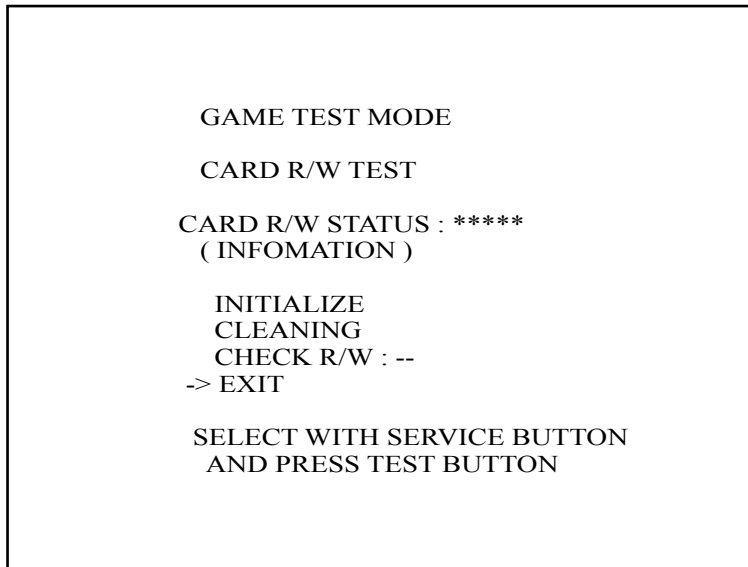 GAME TEST MODE
CARD R/W TEST
CARD R/W STATUS : *****
( INFOMATION )
INITIALIZE
CLEANING
CHECK R/W : --
-> EXIT
SELECT WITH SERVICE BUTTON
AND PRESS TEST BUTTON